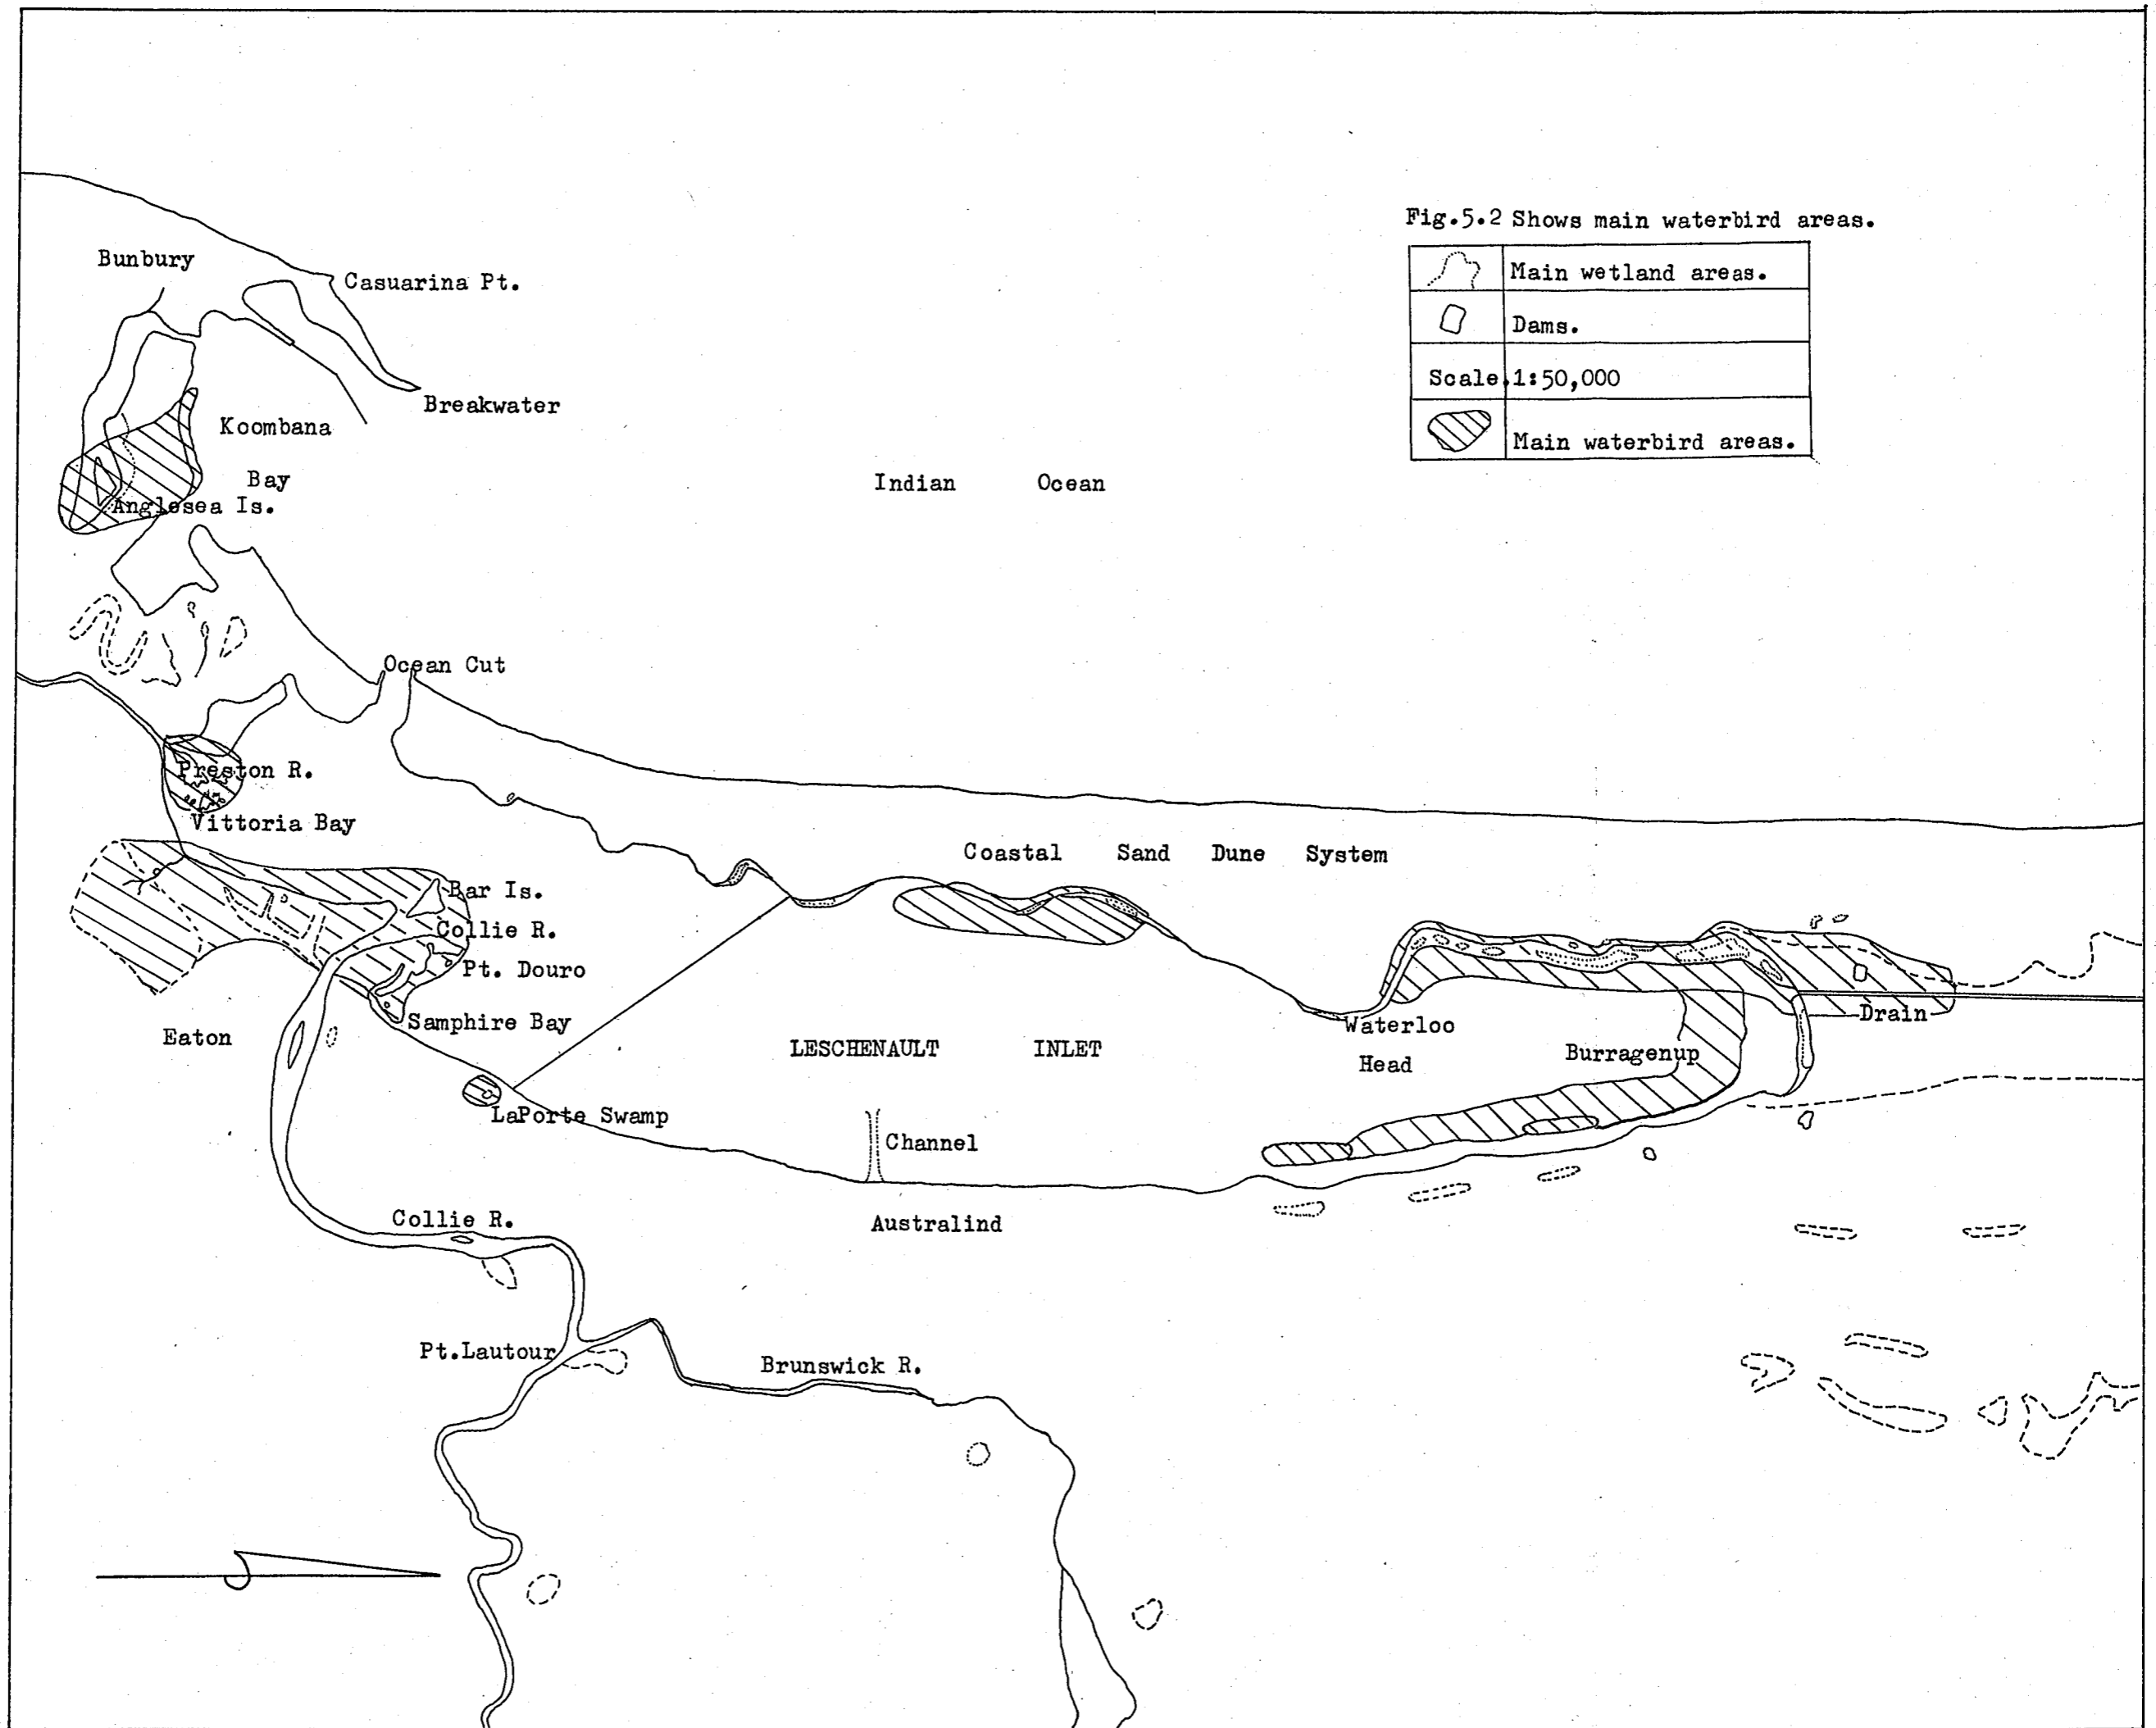 Fig.5.2 Shows main waterbird areas.
Main wetland areas.
Dams.
Scale 1:50,000
Main waterbird areas.
Bunbury
Casuarina Pt.
Breakwater
Koombana
Bay
Anglesea Is.
Indian Ocean
Ocean Cut
Preston R.
Vittoria Bay
Coastal Sand Dune System
Bar Is.
Collie R.
Pt. Douro
Samphire Bay
Eaton
LESCHENAULT INLET
Waterloo
Head
Burragenup
Drain
LaPorte Swamp
Channel
Collie R.
Australind
Pt.Lautour
Brunswick R.